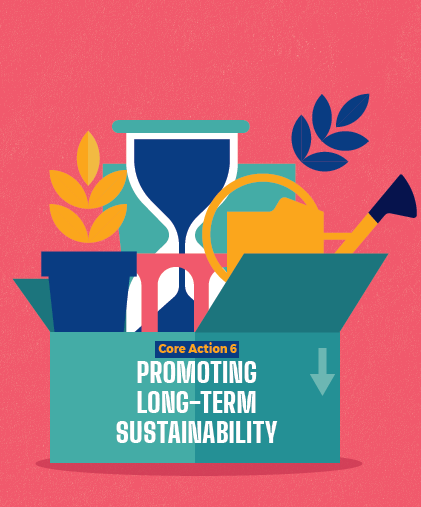 Core Action 6
PROMOTING
LONG-TERM
SUSTAINABILITY